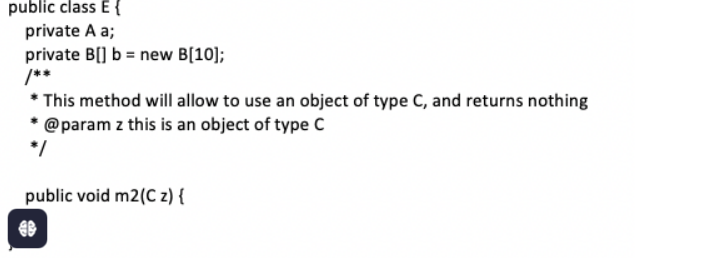 public class E {
private A a;
private B[] b = new B[10];
/**
* This method will allow to use an object of type C, and returns nothing
* @param z this is an object of type C
*/
public void m2(C z) {